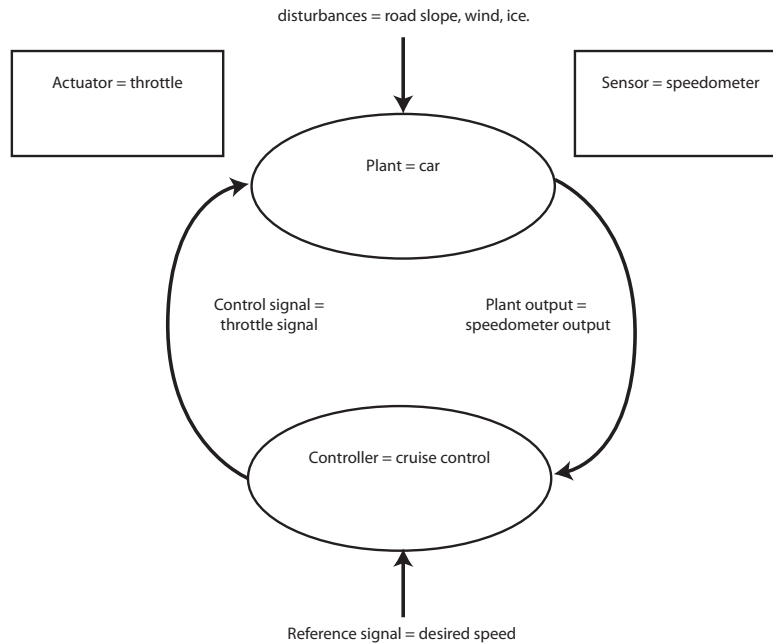 disturbances = road slope, wind, ice.
Actuator = throttle
Sensor = speedometer
Plant = car
Control signal =
throttle signal
Plant output =
speedometer output
Controller = cruise control
Reference signal = desired speed